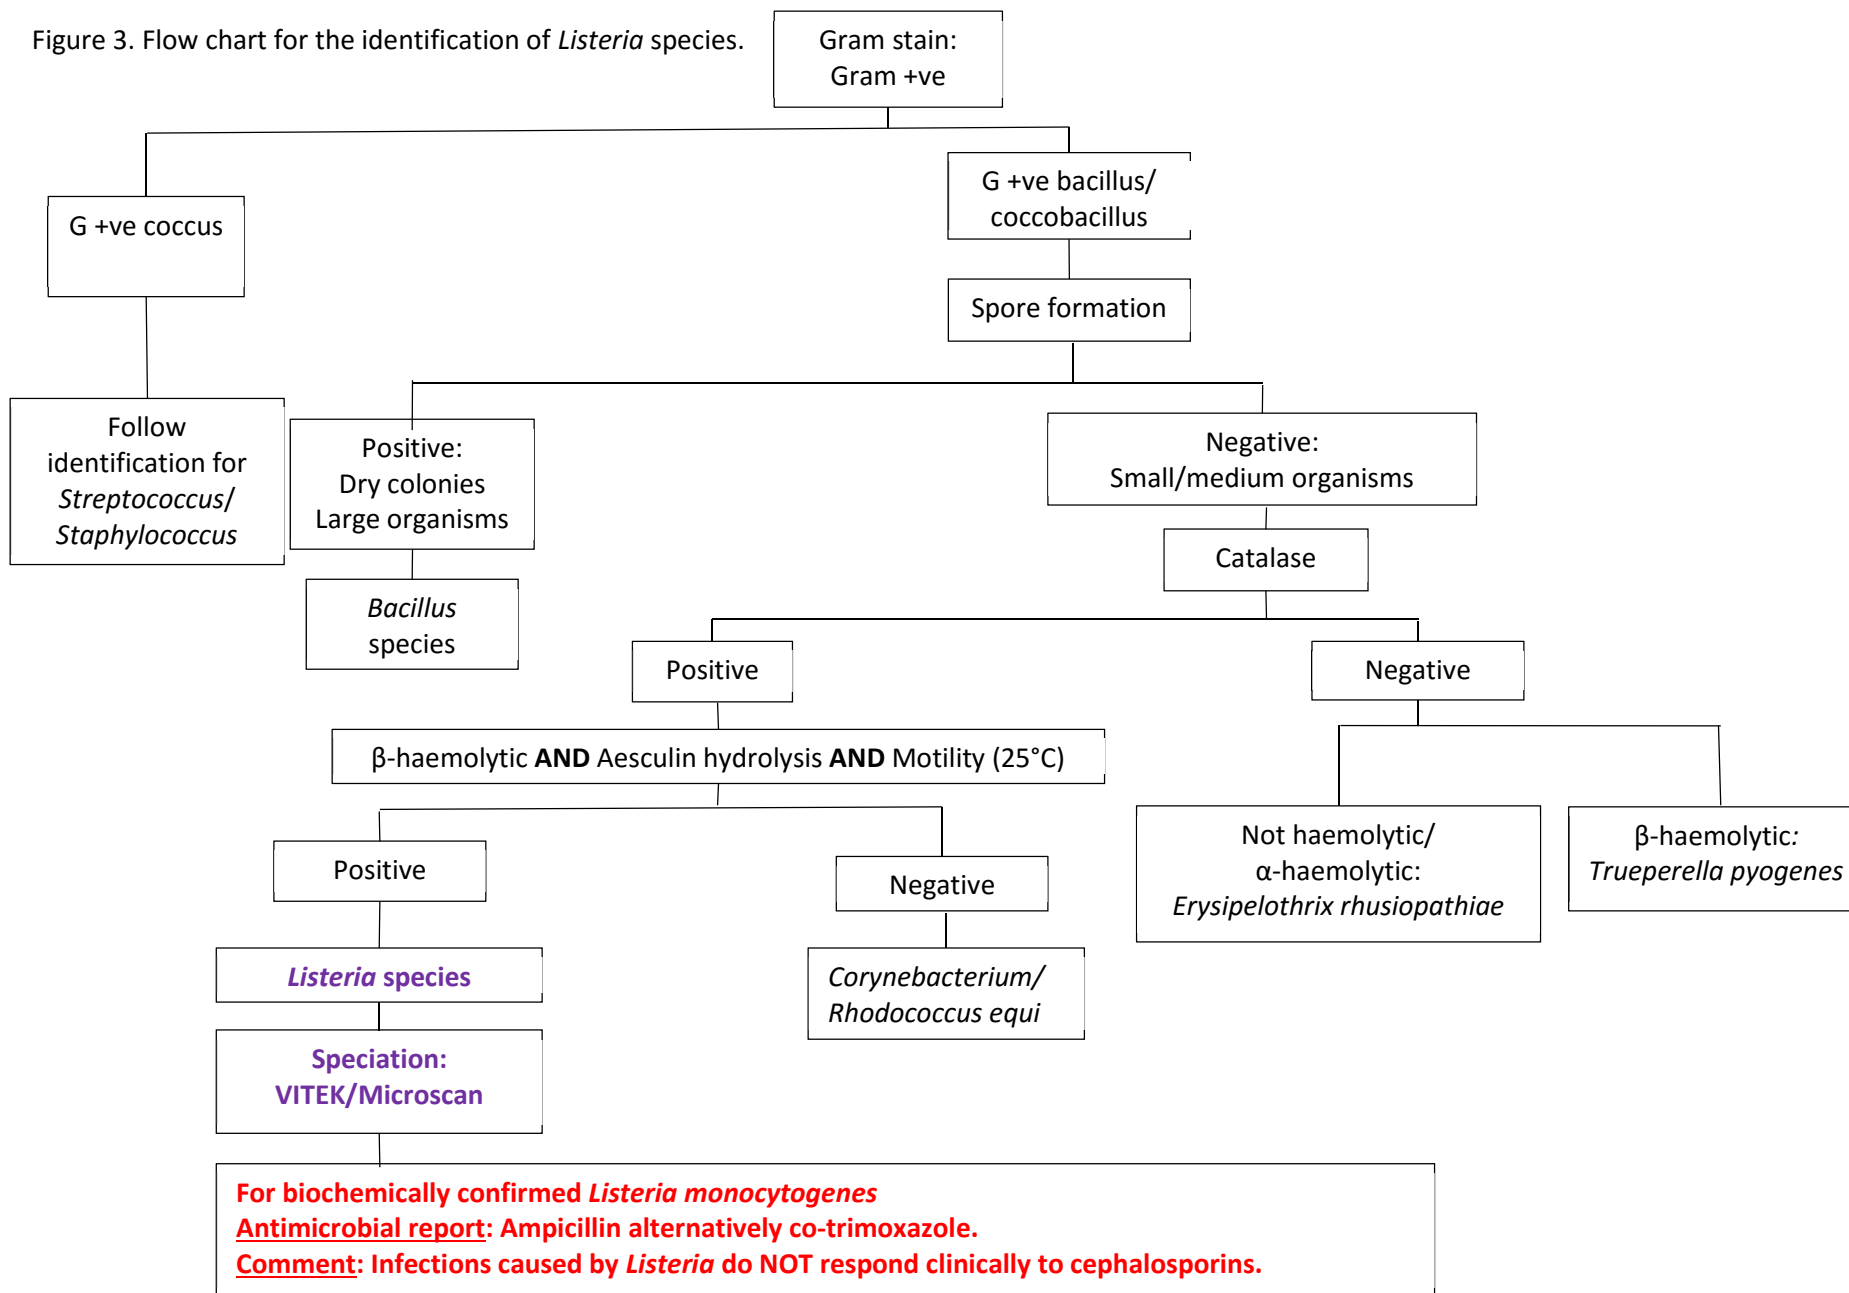 Figure 3. Flow chart for the identification of Listeria species.
Gram stain:
Gram +ve
G +ve coccus
G +ve bacillus/
coccobacillus
Spore formation
Follow
identification for
Streptococcus/
Staphylococcus
Positive:
Dry colonies
Large organisms
Negative:
Small/medium organisms
Bacillus
species
Catalase
Positive
Negative
β-haemolytic AND Aesculin hydrolysis AND Motility (25°C)
Not haemolytic/
α-haemolytic:
Erysipelothrix rhusiopathiae
β-haemolytic:
Trueperella pyogenes
Positive
Negative
Listeria species
Corynebacterium/
Rhodococcus equi
Speciation:
VITEK/Microscan
For biochemically confirmed Listeria monocytogenes
Antimicrobial report: Ampicillin alternatively co-trimoxazole.
Comment: Infections caused by Listeria do NOT respond clinically to cephalosporins.